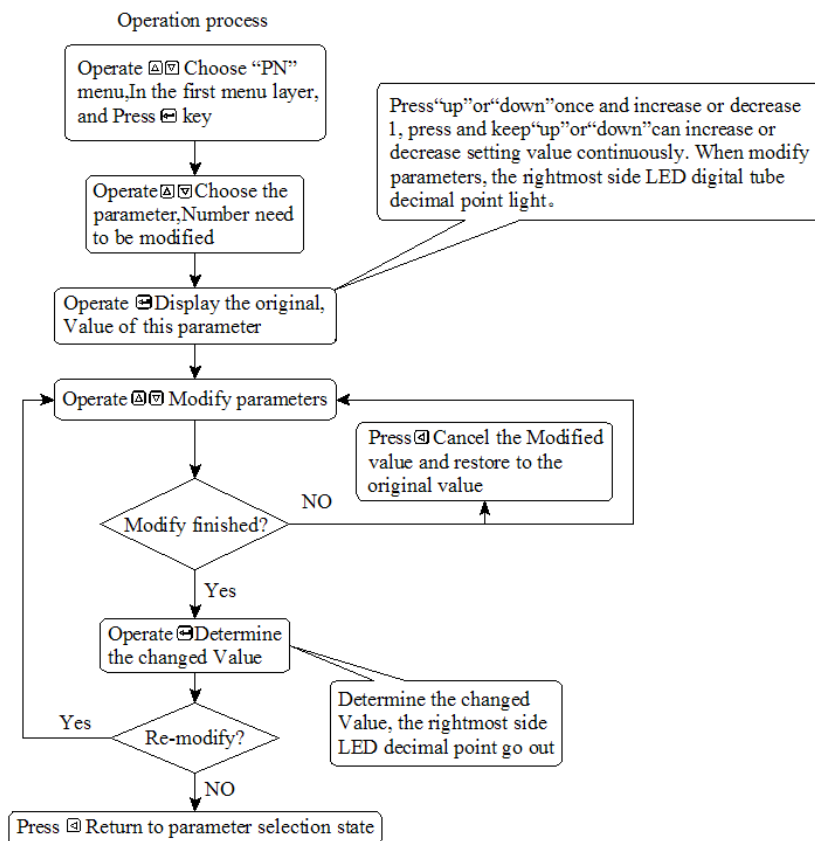 Operation process
Operate △▽ Choose “PN”
menu,In the first menu layer,
and Press ↵ key
Press“up”or“down”once and increase or decrease
1, press and keep“up”or“down”can increase or
decrease setting value continuously. When modify
parameters, the rightmost side LED digital tube
decimal point light。
Operate△▽Choose the
parameter,Number need
to be modified
Operate ↵Display the original,
Value of this parameter
Operate △▽ Modify parameters
Press◁Cancel the Modified
value and restore to the
original value
NO
Modify finished?
Yes
Operate ↵Determine
the changed Value
Determine the changed
Value, the rightmost side
LED decimal point go out
Yes
Re-modify?
NO
Press ◁ Return to parameter selection state